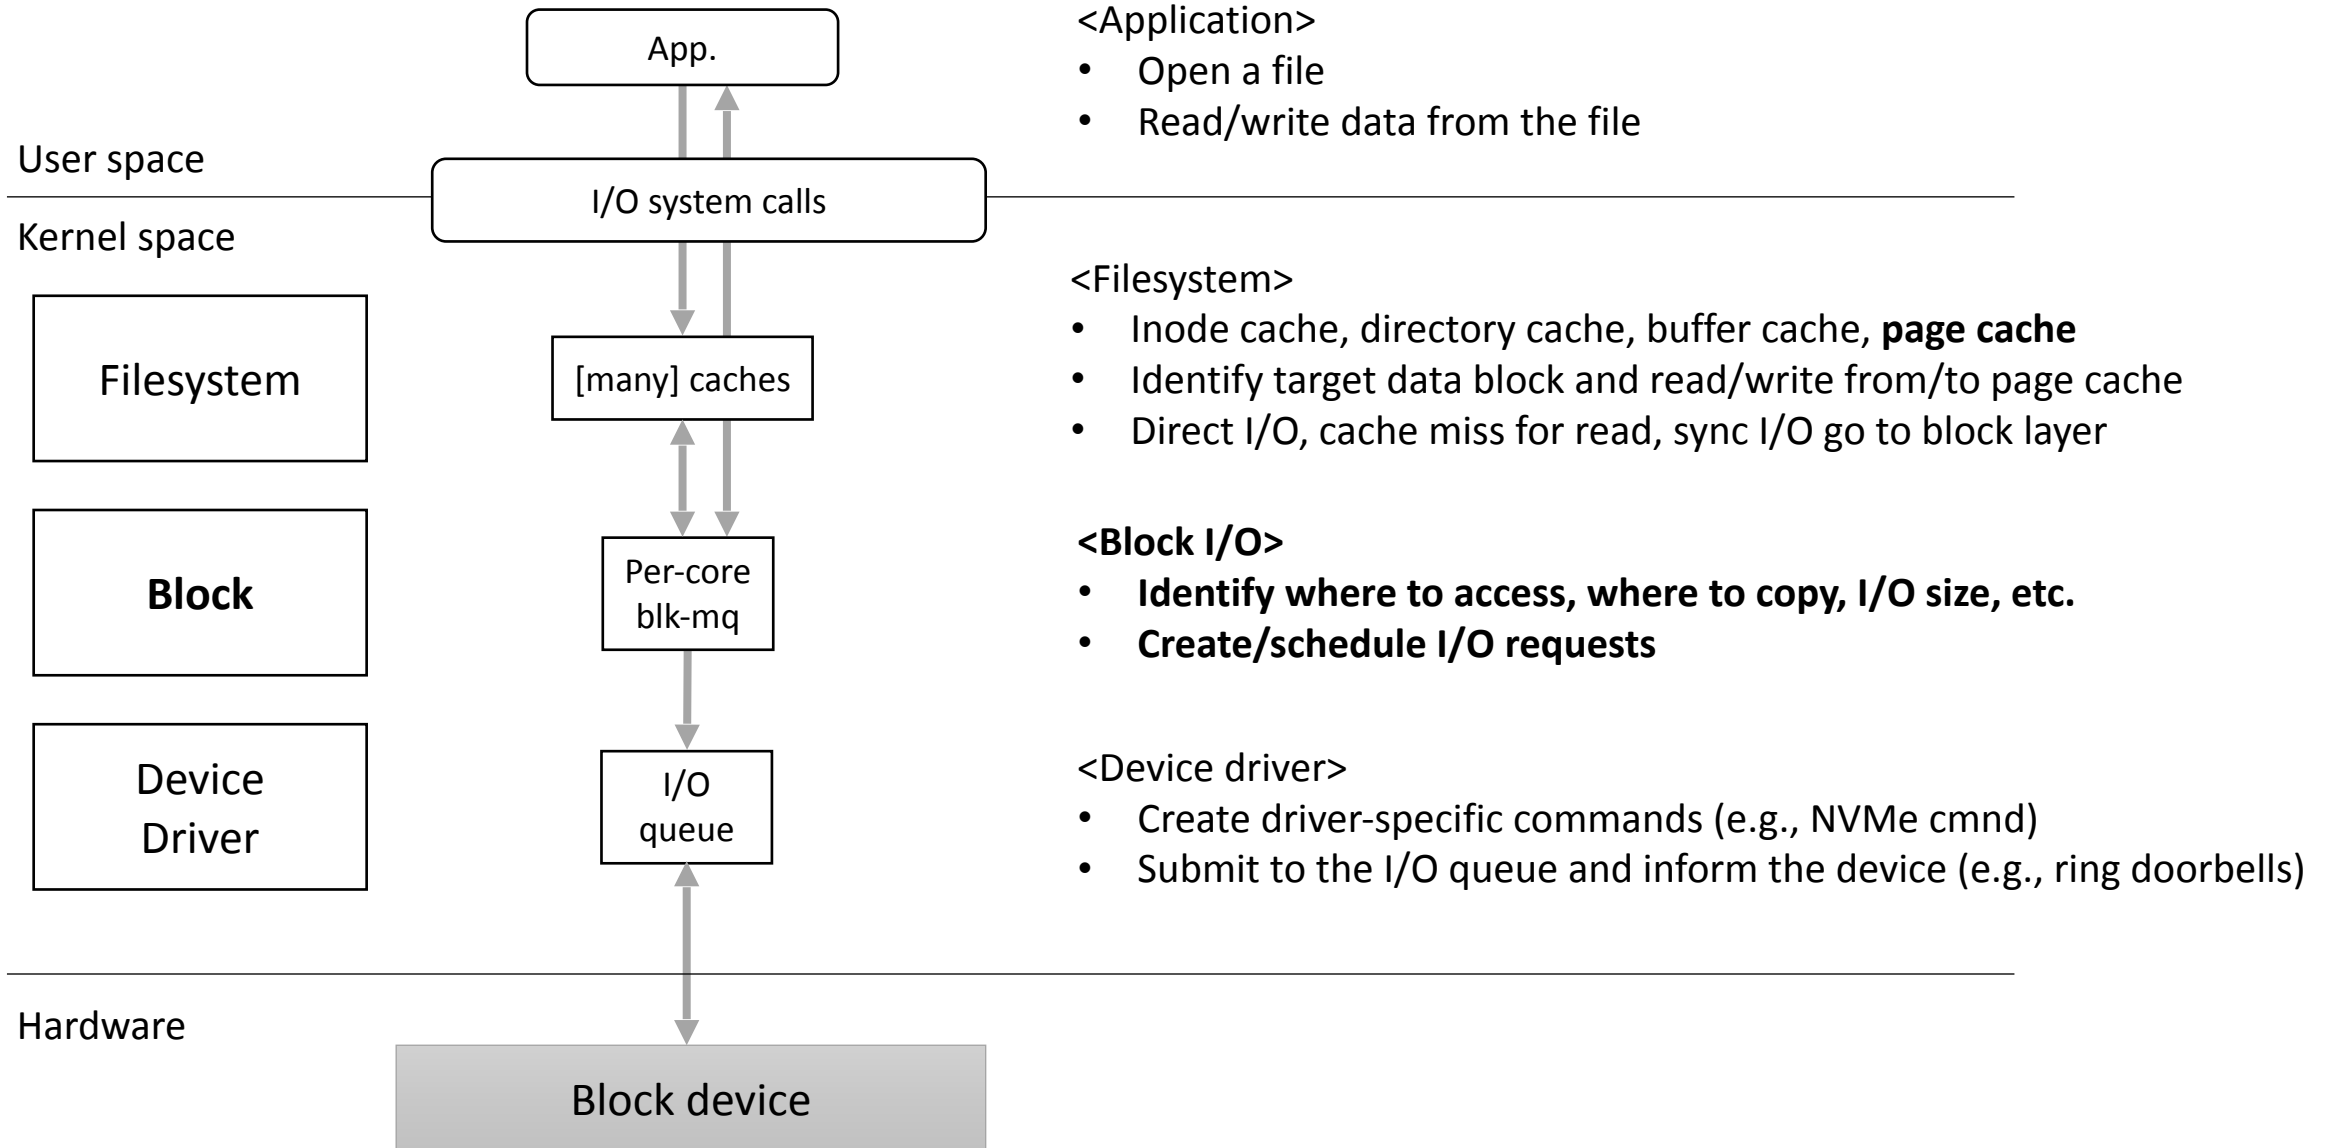 App.
<Application>
• Open a file
• Read/write data from the file
User space
I/O system calls
Kernel space
<Filesystem>
• Inode cache, directory cache, buffer cache, page cache
• Identify target data block and read/write from/to page cache
• Direct I/O, cache miss for read, sync I/O go to block layer
Filesystem
[many] caches
Block
Per-core
blk-mq
<Block I/O>
• Identify where to access, where to copy, I/O size, etc.
• Create/schedule I/O requests
Device
Driver
I/O
queue
<Device driver>
• Create driver-specific commands (e.g., NVMe cmnd)
• Submit to the I/O queue and inform the device (e.g., ring doorbells)
Hardware
Block device